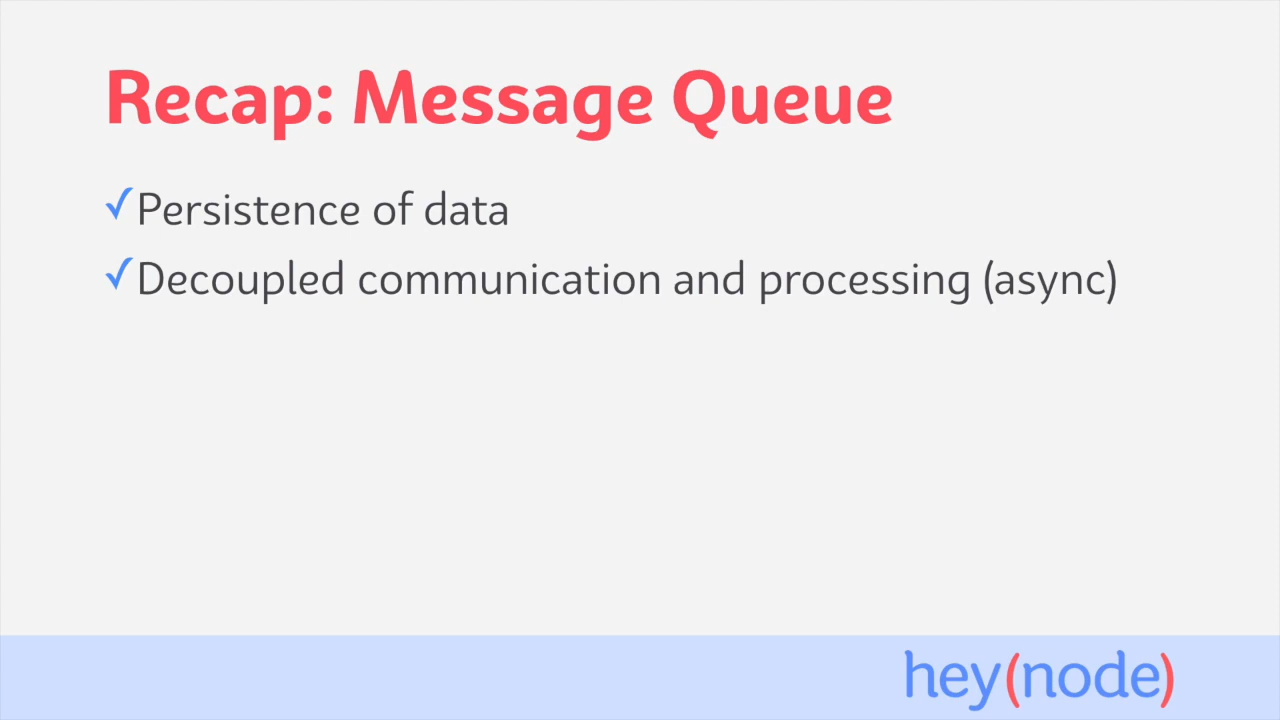 Recap: Message Queue
✓Persistence of data
✓Decoupled communication and processing (async)
hey(node)